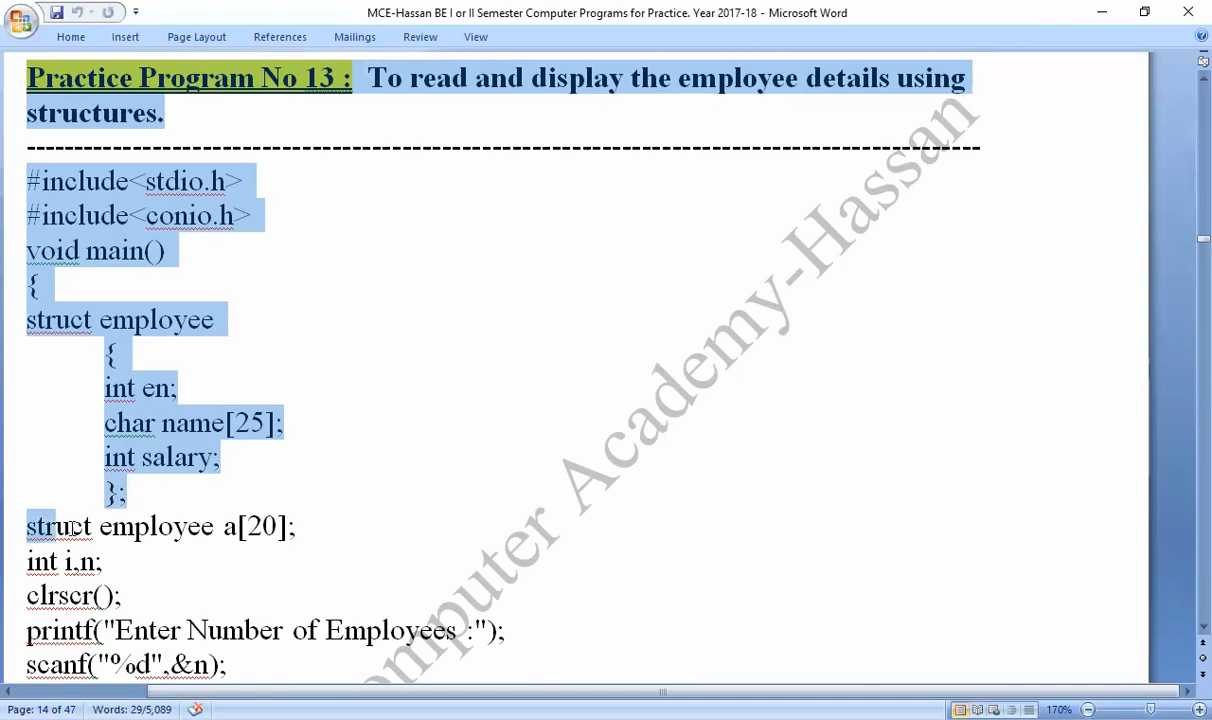 MCE-Hassan BE I or II Semester Computer Programs for Practice. Year 2017-18 - Microsoft Word
Home Insert Page Layout References Mailings Review View
Practice Program No 13 : To read and display the employee details using
structures.
--------------------------------------------------------------------------------
#include<stdio.h>
#include<conio.h>
void main()
{
struct employee
{
int en;
char name[25];
int salary;
};
struct employee a[20];
int i,n;
clrscr();
printf("Enter Number of Employees :");
scanf("%d",&n);
omputer Academy-Hassan
Page: 14 of 47 Words: 29/5,089 170%